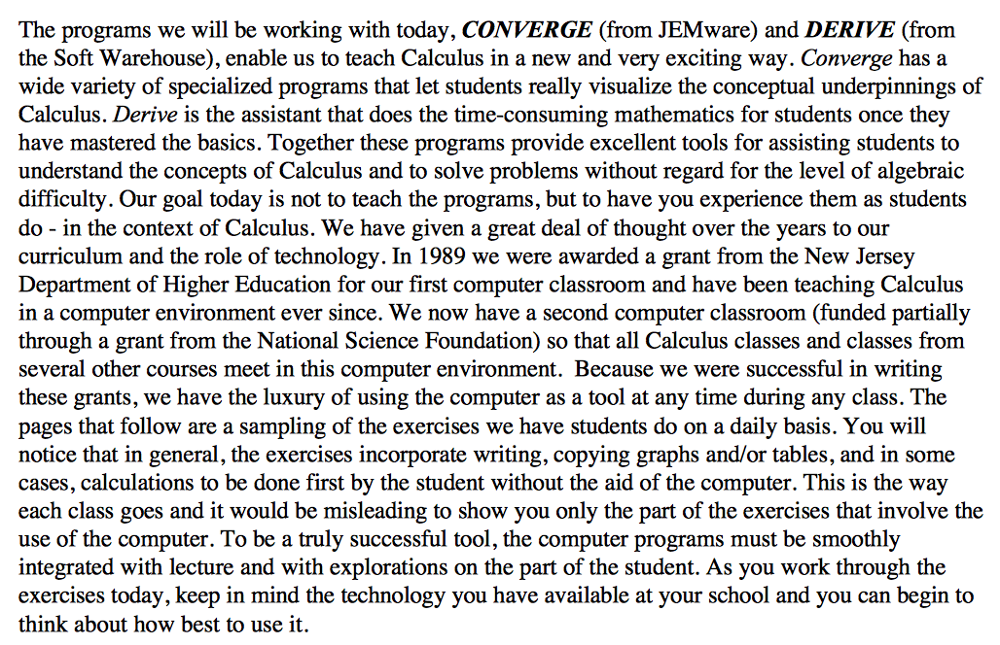 The programs we will be working with today, CONVERGE (from JEMware) and DERIVE (from
the Soft Warehouse), enable us to teach Calculus in a new and very exciting way. Converge has a
wide variety of specialized programs that let students really visualize the conceptual underpinnings of
Calculus. Derive is the assistant that does the time-consuming mathematics for students once they
have mastered the basics. Together these programs provide excellent tools for assisting students to
understand the concepts of Calculus and to solve problems without regard for the level of algebraic
difficulty. Our goal today is not to teach the programs, but to have you experience them as students
do - in the context of Calculus. We have given a great deal of thought over the years to our
curriculum and the role of technology. In 1989 we were awarded a grant from the New Jersey
Department of Higher Education for our first computer classroom and have been teaching Calculus
in a computer environment ever since. We now have a second computer classroom (funded partially
through a grant from the National Science Foundation) so that all Calculus classes and classes from
several other courses meet in this computer environment.  Because we were successful in writing
these grants, we have the luxury of using the computer as a tool at any time during any class. The
pages that follow are a sampling of the exercises we have students do on a daily basis. You will
notice that in general, the exercises incorporate writing, copying graphs and/or tables, and in some
cases, calculations to be done first by the student without the aid of the computer. This is the way
each class goes and it would be misleading to show you only the part of the exercises that involve the
use of the computer. To be a truly successful tool, the computer programs must be smoothly
integrated with lecture and with explorations on the part of the student. As you work through the
exercises today, keep in mind the technology you have available at your school and you can begin to
think about how best to use it.